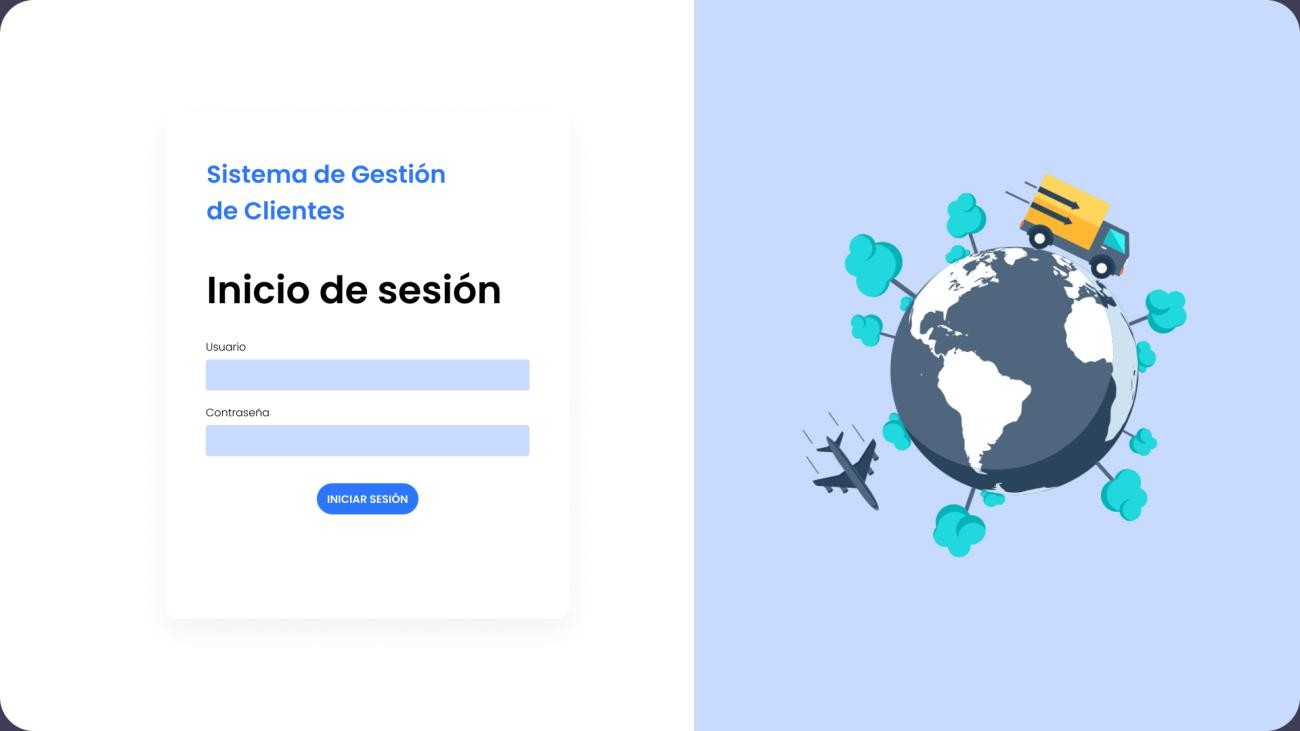 Sistema de Gestión
de Clientes
Inicio de sesión
Usuario
Contraseña
INICIAR SESIÓN